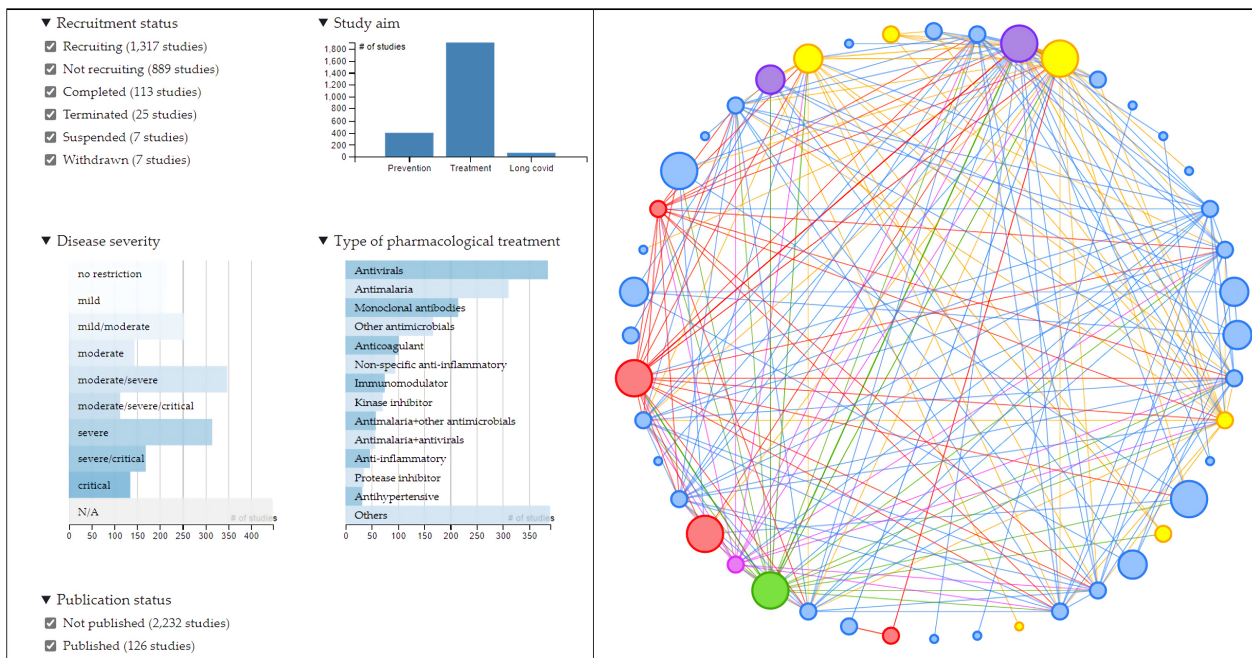 ▼ Recruitment status
Recruiting (1,317 studies)
Not recruiting (889 studies)
Completed (113 studies)
Terminated (25 studies)
Suspended (7 studies)
Withdrawn (7 studies)
▼ Study aim
# of studies
1,800
1,600
1,400
1,200
1,000
800
600
400
200
0
Prevention Treatment Long covid
▼ Disease severity
no restriction
mild
mild/moderate
moderate
moderate/severe
moderate/severe/critical
severe
severe/critical
critical
N/A
# of studies
0 50 100 150 200 250 300 350 400
▼ Type of pharmacological treatment
Antivirals
Antimalaria
Monoclonal antibodies
Other antimicrobials
Anticoagulant
Non-specific anti-inflammatory
Immunomodulator
Kinase inhibitor
Antimalaria+other antimicrobials
Antimalaria+antivirals
Anti-inflammatory
Protease inhibitor
Antihypertensive
Others
# of studies
0 50 100 150 200 250 300 350
▼ Publication status
Not published (2,232 studies)
Published (126 studies)